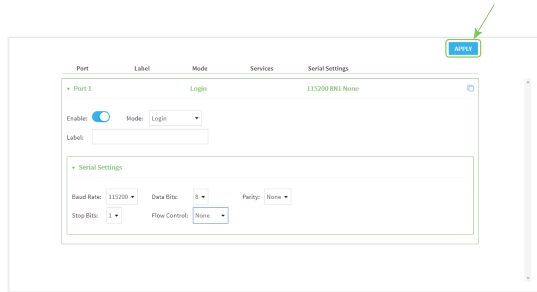 APPLY
Port Label Mode Services Serial Settings
Port 1 Login 115200 8N1 None
Enable: Mode: Login
Label:
Serial Settings
Baud Rate: 115200 Data Bits: 8 Parity: None
Stop Bits: 1 Flow Control: None